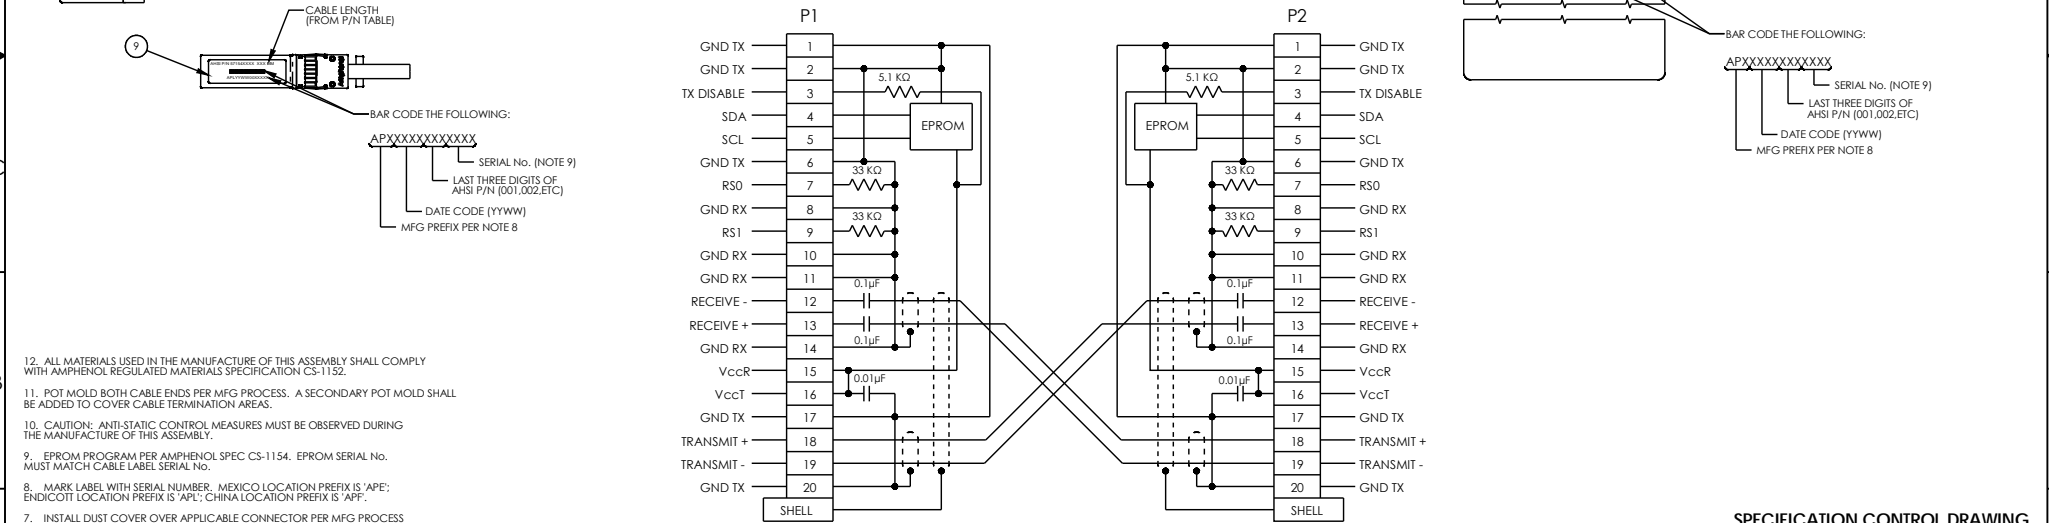 CABLE LENGTH
(FROM P/N TABLE)
9
BAR CODE THE FOLLOWING:
APXXXXXXXXXXXX
SERIAL No. (NOTE 9)
LAST THREE DIGITS OF
AHSI P/N (001,002,ETC)
DATE CODE (YYWW)
MFG PREFIX PER NOTE 8
12. ALL MATERIALS USED IN THE MANUFACTURE OF THIS ASSEMBLY SHALL COMPLY
WITH AMPHENOL REGULATED MATERIALS SPECIFICATION CS-1152.
11. POT MOLD BOTH CABLE ENDS PER MFG PROCESS. A SECONDARY POT MOLD SHALL
BE ADDED TO COVER CABLE TERMINATION AREAS.
10. CAUTION: ANTI-STATIC CONTROL MEASURES MUST BE OBSERVED DURING
THE MANUFACTURE OF THIS ASSEMBLY.
9. EPROM PROGRAM PER AMPHENOL SPEC CS-1154. EPROM SERIAL No.
MUST MATCH CABLE LABEL SERIAL No.
8. MARK LABEL WITH SERIAL NUMBER. MEXICO LOCATION PREFIX IS 'APE';
ENDICOTT LOCATION PREFIX IS 'APL'; CHINA LOCATION PREFIX IS 'APF'.
7. INSTALL DUST COVER OVER APPLICABLE CONNECTOR PER MFG PROCESS
P1
GND TX 1
GND TX 2
TX DISABLE 3
SDA 4
SCL 5
GND TX 6
RS0 7
GND RX 8
RS1 9
GND RX 10
GND RX 11
RECEIVE - 12
RECEIVE + 13
GND RX 14
VccR 15
VccT 16
GND TX 17
TRANSMIT + 18
TRANSMIT - 19
GND TX 20
SHELL
5.1 KΩ
EPROM
33 KΩ
33 KΩ
0.1µF
0.1µF
0.01µF
P2
5.1 KΩ
EPROM
33 KΩ
33 KΩ
0.1µF
0.1µF
0.01µF
1 GND TX
2 GND TX
3 TX DISABLE
4 SDA
5 SCL
6 GND TX
7 RS0
8 GND RX
9 RS1
10 GND RX
11 GND RX
12 RECEIVE -
13 RECEIVE +
14 GND RX
15 VccR
16 VccT
17 GND TX
18 TRANSMIT +
19 TRANSMIT -
20 GND TX
SHELL
BAR CODE THE FOLLOWING:
APXXXXXXXXXXXX
SERIAL No. (NOTE 9)
LAST THREE DIGITS OF
AHSI P/N (001,002,ETC)
DATE CODE (YYWW)
MFG PREFIX PER NOTE 8
SPECIFICATION CONTROL DRAWING